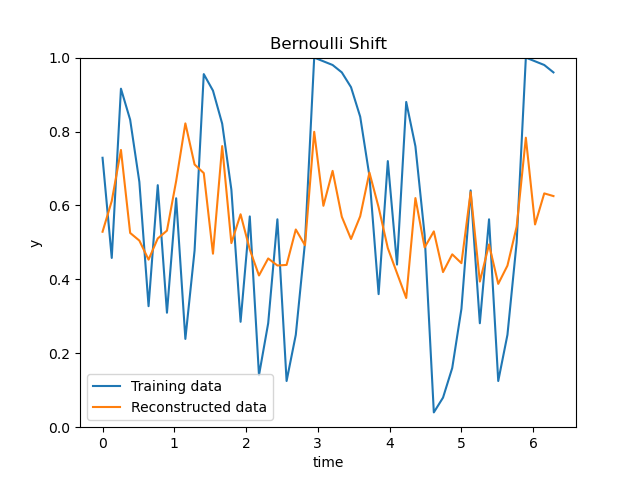 Bernoulli Shift
1.0
0.8
0.6
0.4
0.2
0.0
y
Training data
Reconstructed data
0 1 2 3 4 5 6
time